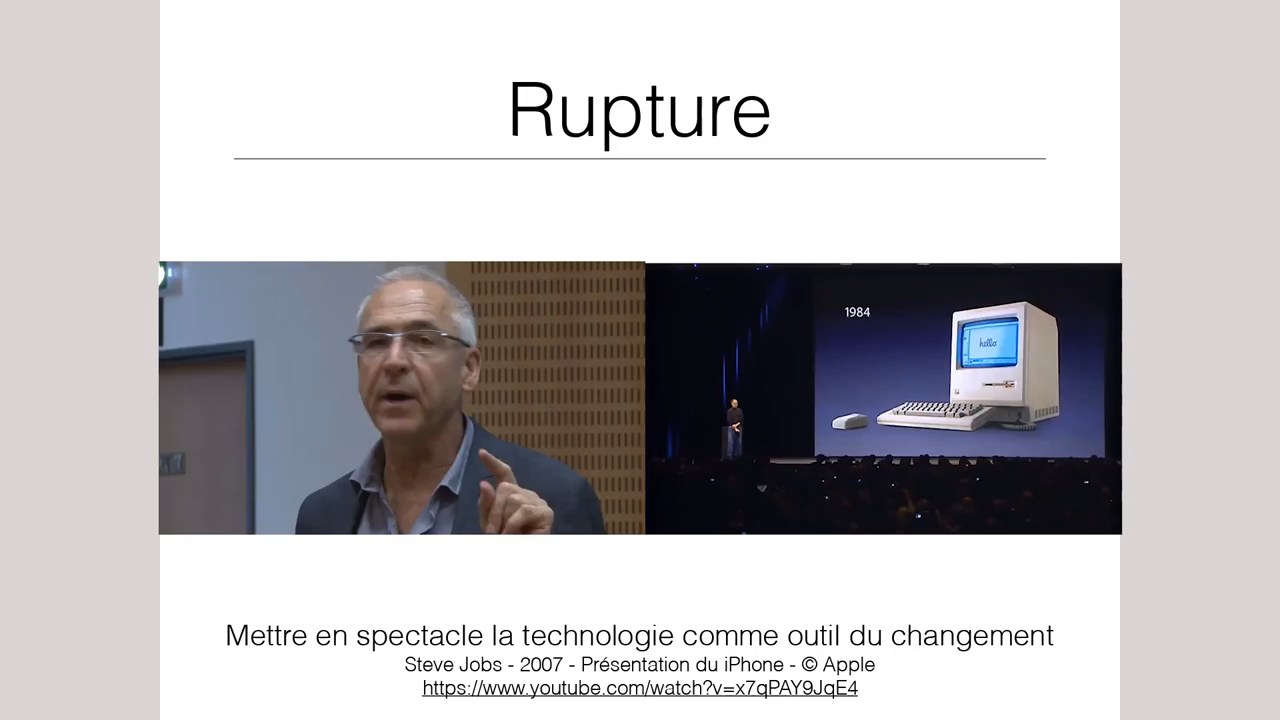 Rupture
1984
hello
Mettre en spectacle la technologie comme outil du changement
Steve Jobs - 2007 - Présentation du iPhone - © Apple
https://www.youtube.com/watch?v=x7qPAY9JqE4